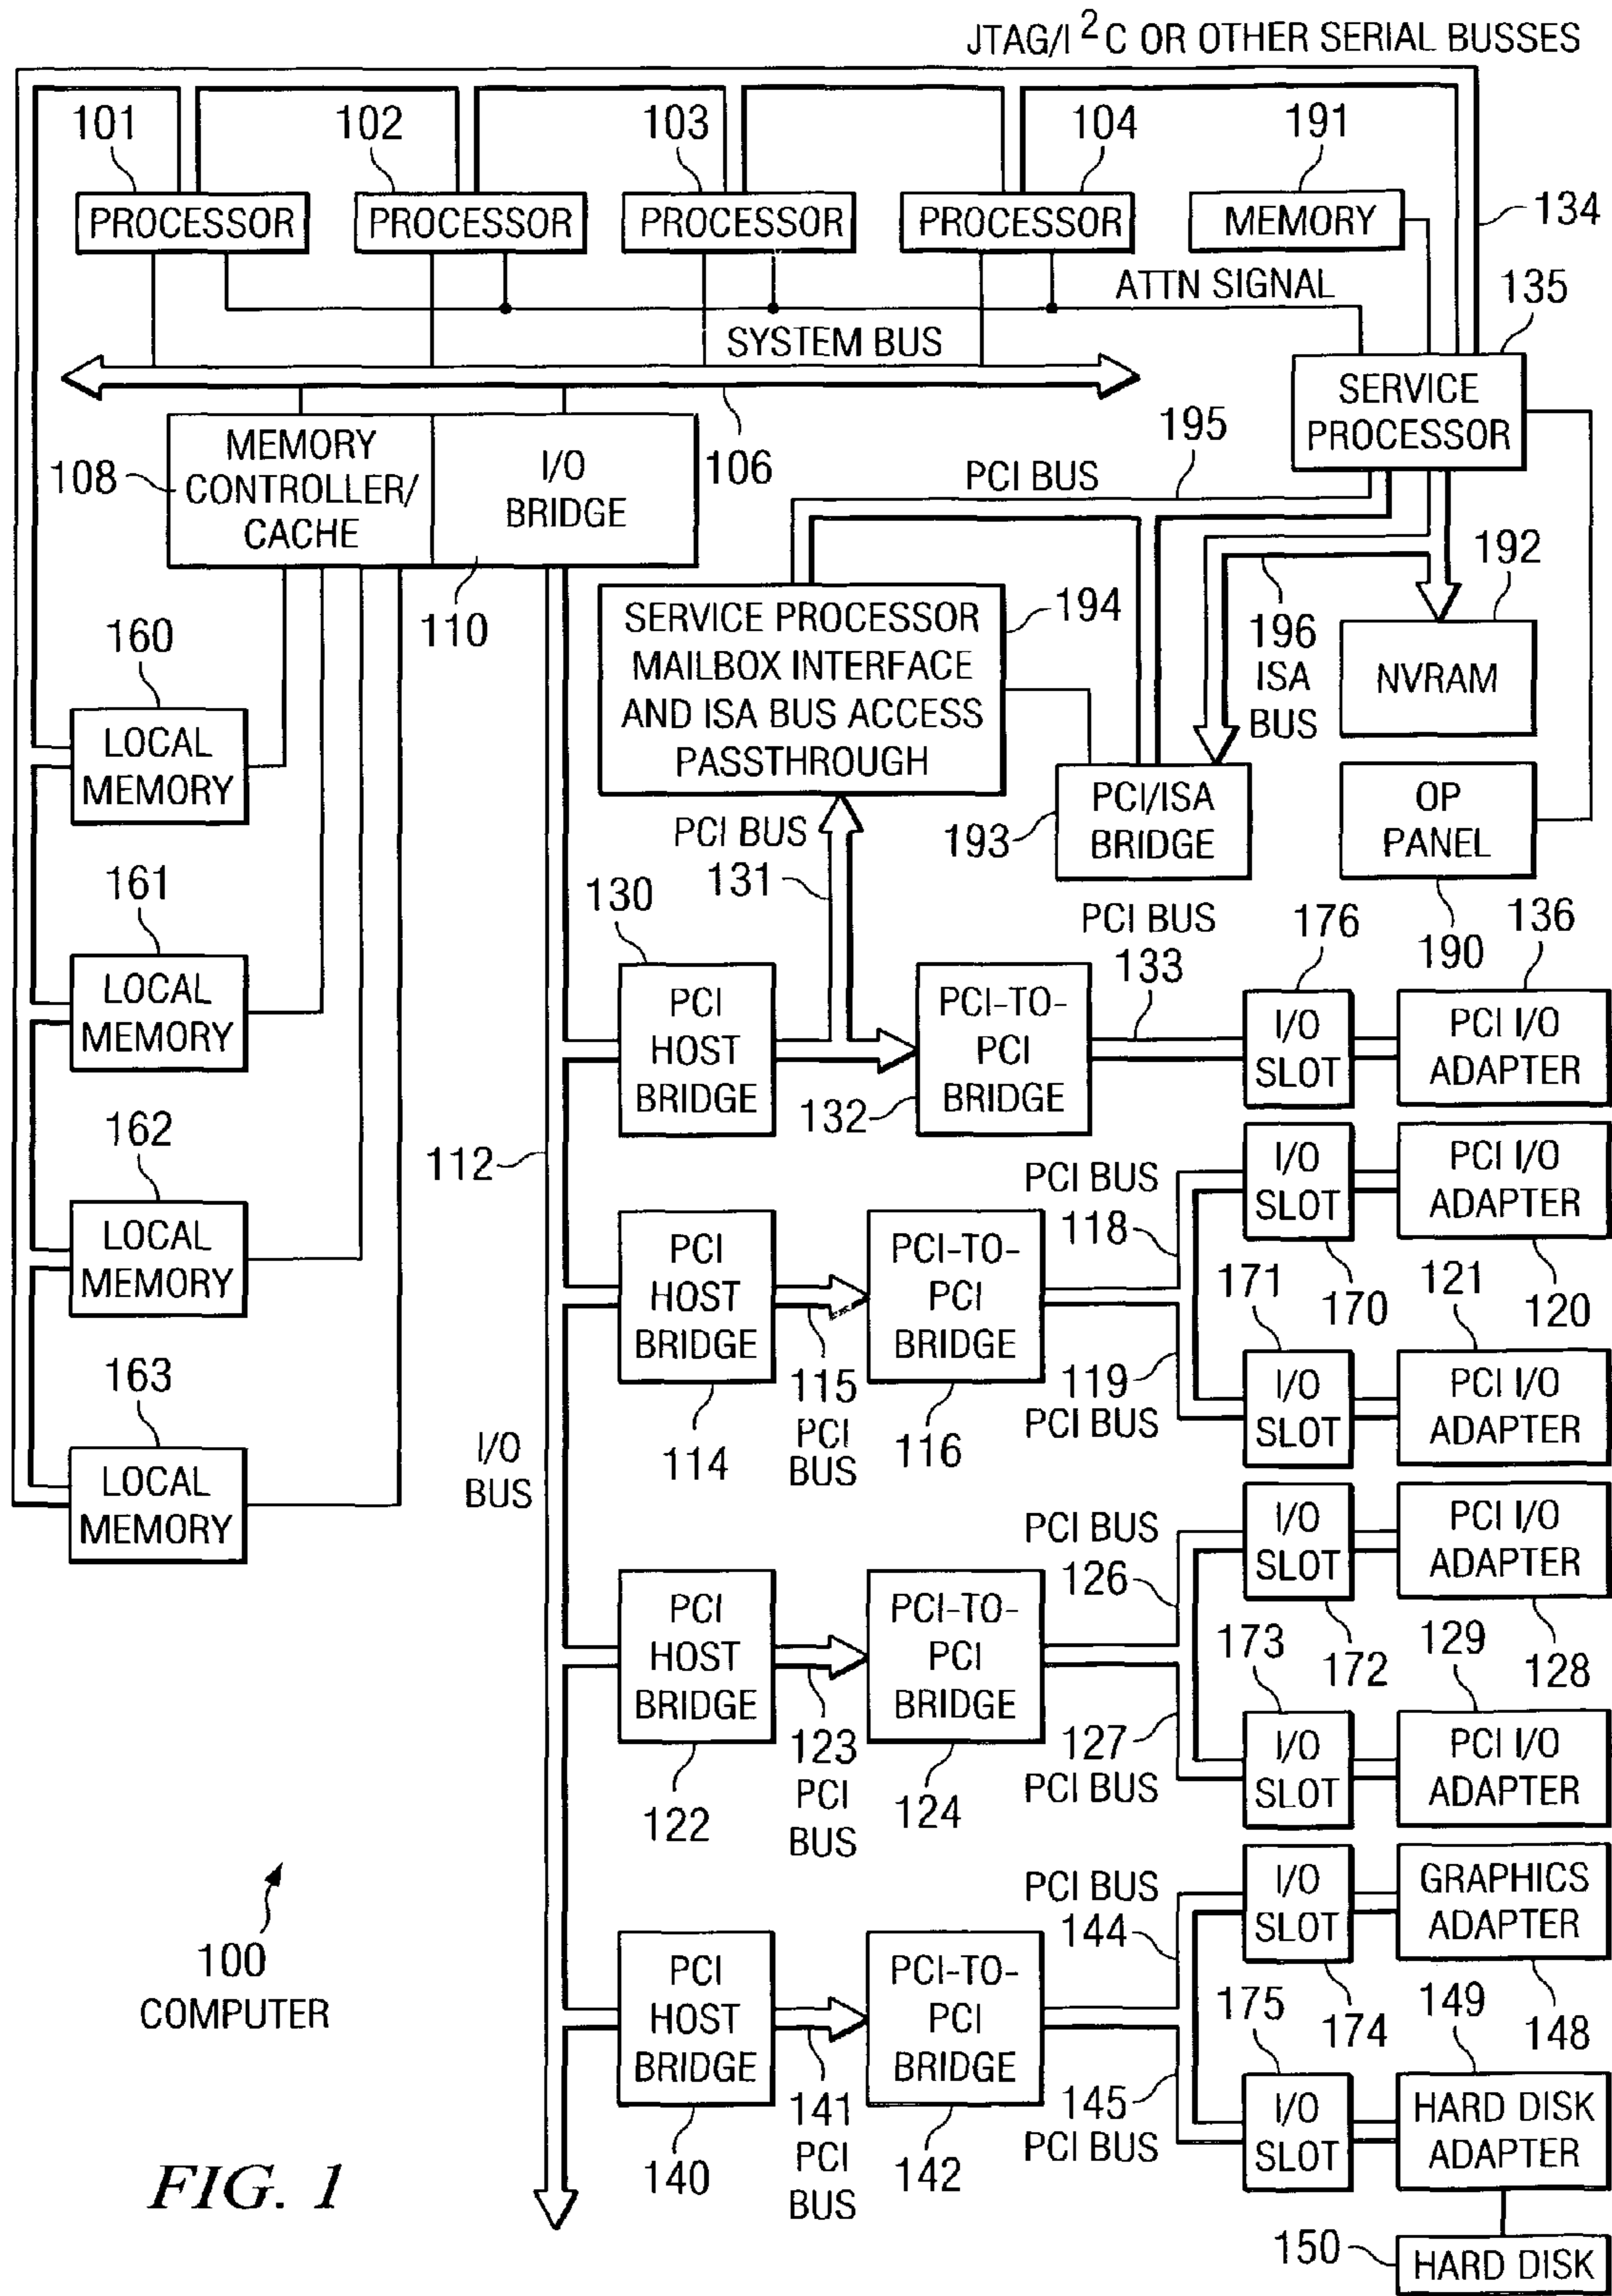 JTAG/I 2 C OR OTHER SERIAL BUSSES
101
102
103
104
191
PROCESSOR
PROCESSOR
PROCESSOR
PROCESSOR
MEMORY
134
ATTN SIGNAL
135
SYSTEM BUS
SERVICE
PROCESSOR
108
MEMORY
CONTROLLER/
CACHE
I/O
BRIDGE
106
195
PCI BUS
110
192
196
ISA
BUS
NVRAM
SERVICE PROCESSOR
MAILBOX INTERFACE
AND ISA BUS ACCESS
PASSTHROUGH
194
160
LOCAL
MEMORY
PCI BUS
131
193
PCI/ISA
BRIDGE
OP
PANEL
190
161
LOCAL
MEMORY
130
PCI
HOST
BRIDGE
132
PCI-TO-
PCI
BRIDGE
PCI BUS
133
176
I/O
SLOT
136
PCI I/O
ADAPTER
162
LOCAL
MEMORY
112
PCI
HOST
BRIDGE
114
115
PCI
BUS
PCI-TO-
PCI
BRIDGE
116
PCI BUS
118
I/O
SLOT
170
PCI I/O
ADAPTER
120
119
PCI BUS
171
I/O
SLOT
121
PCI I/O
ADAPTER
163
LOCAL
MEMORY
I/O
BUS
PCI
HOST
BRIDGE
122
123
PCI
BUS
PCI-TO-
PCI
BRIDGE
124
PCI BUS
126
I/O
SLOT
172
PCI I/O
ADAPTER
128
127
PCI BUS
173
I/O
SLOT
129
PCI I/O
ADAPTER
100
COMPUTER
PCI
HOST
BRIDGE
140
141
PCI
BUS
PCI-TO-
PCI
BRIDGE
142
PCI BUS
144
I/O
SLOT
174
GRAPHICS
ADAPTER
148
145
PCI BUS
175
I/O
SLOT
149
HARD DISK
ADAPTER
150
HARD DISK
FIG. 1